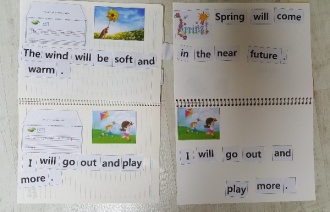 The wind will be soft and
warm .
I will go out and play
more .
Spring will come
in the near future .
I will go out and
play more .